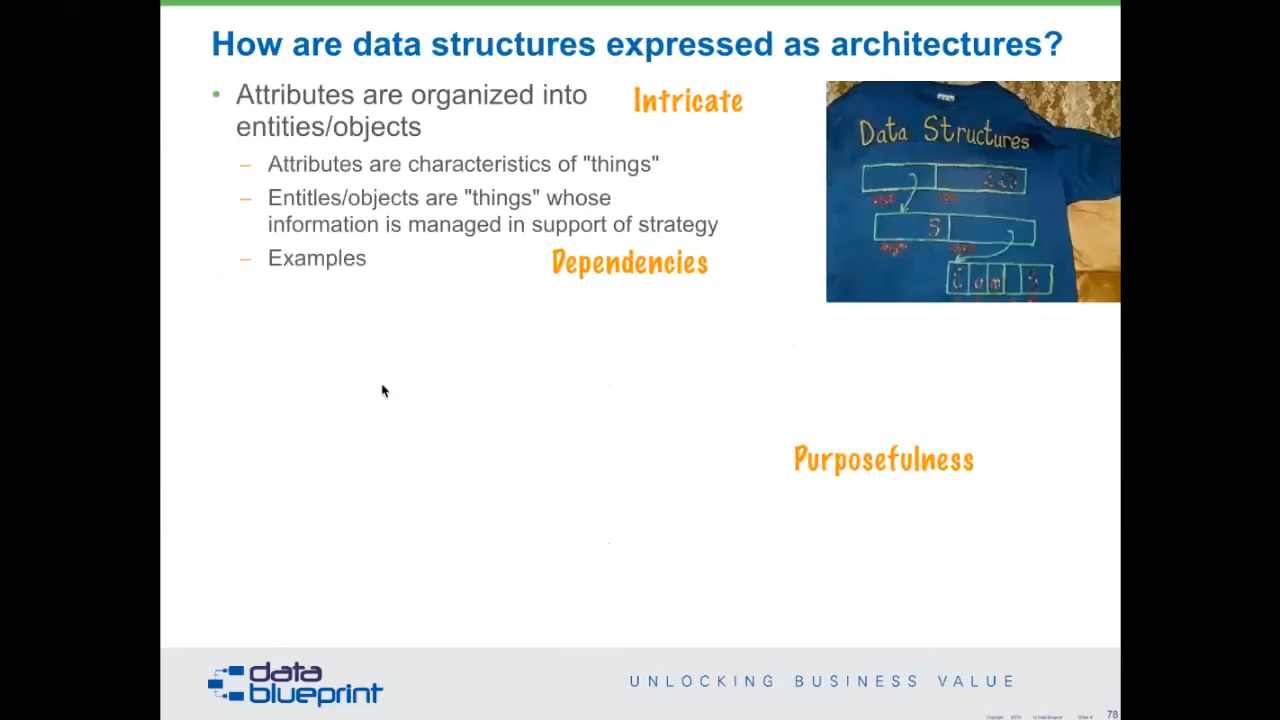 How are data structures expressed as architectures?
• Attributes are organized into
entities/objects
Intricate
– Attributes are characteristics of "things"
– Entitles/objects are "things" whose
information is managed in support of strategy
– Examples
Dependencies
Data Structures
5
C o m S
Purposefulness
data
blueprint
UNLOCKING BUSINESS VALUE
78